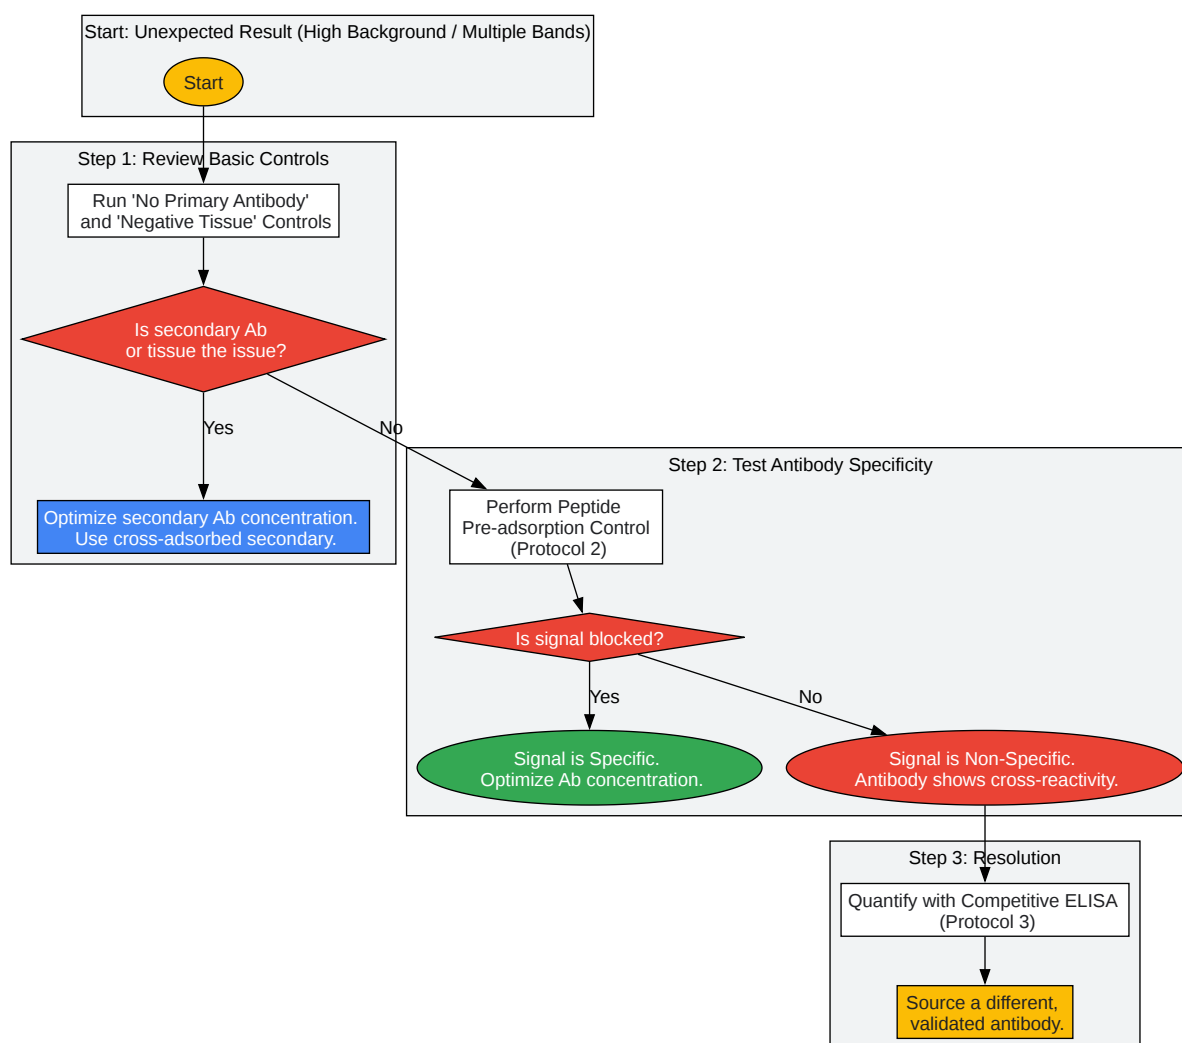 Start: Unexpected Result (High Background / Multiple Bands)
Start
Step 1: Review Basic Controls
Run 'No Primary Antibody'
and 'Negative Tissue' Controls
Is secondary Ab
or tissue the issue?
Yes
No
Optimize secondary Ab concentration.
Use cross-adsorbed secondary.
Step 2: Test Antibody Specificity
Perform Peptide
Pre-adsorption Control
(Protocol 2)
Is signal blocked?
Yes
No
Signal is Specific.
Optimize Ab concentration.
Signal is Non-Specific.
Antibody shows cross-reactivity.
Step 3: Resolution
Quantify with Competitive ELISA
(Protocol 3)
Source a different,
validated antibody.